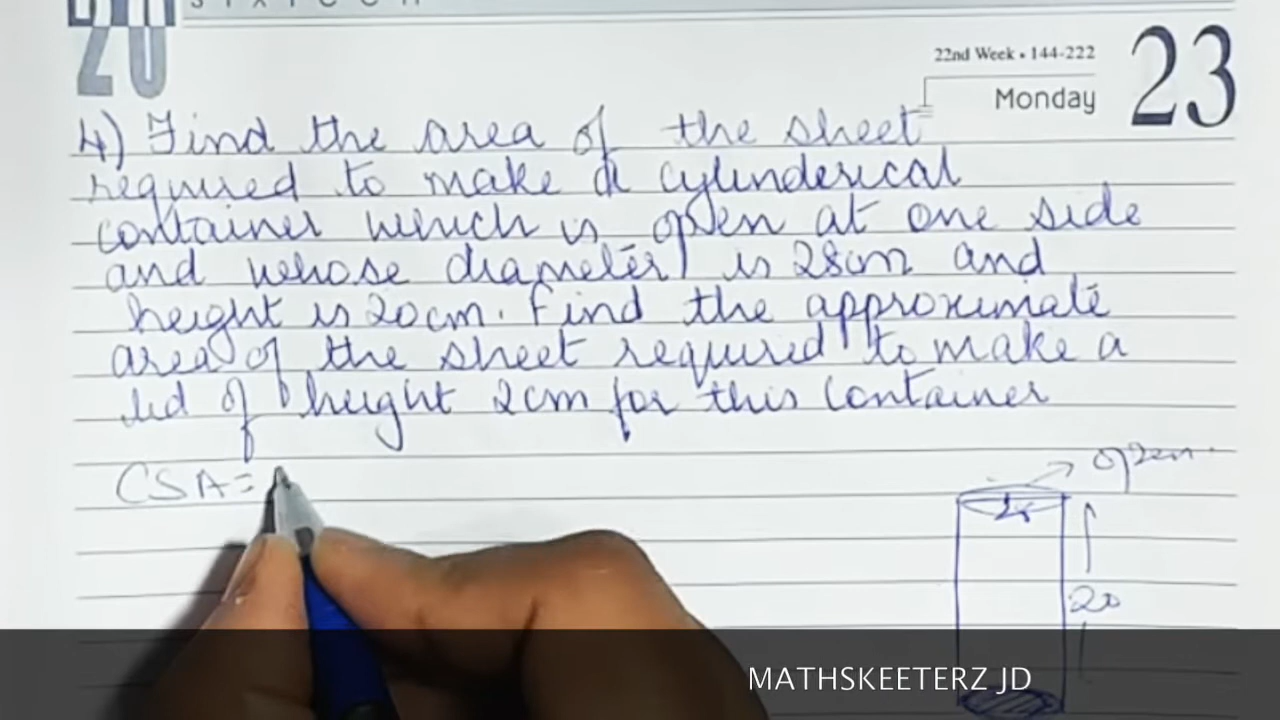 SIXTEEN
20
22nd Week • 144-222
Monday
23
4) Find the area of the sheet
required to make a cylinderical
container which is open at one side
and whose diameter is 28cm and
height is 20cm. Find the approximate
area of the sheet required to make a
lid of height 2cm for this Container
CSA=
open.
28
20
MATHSKEETERZ JD